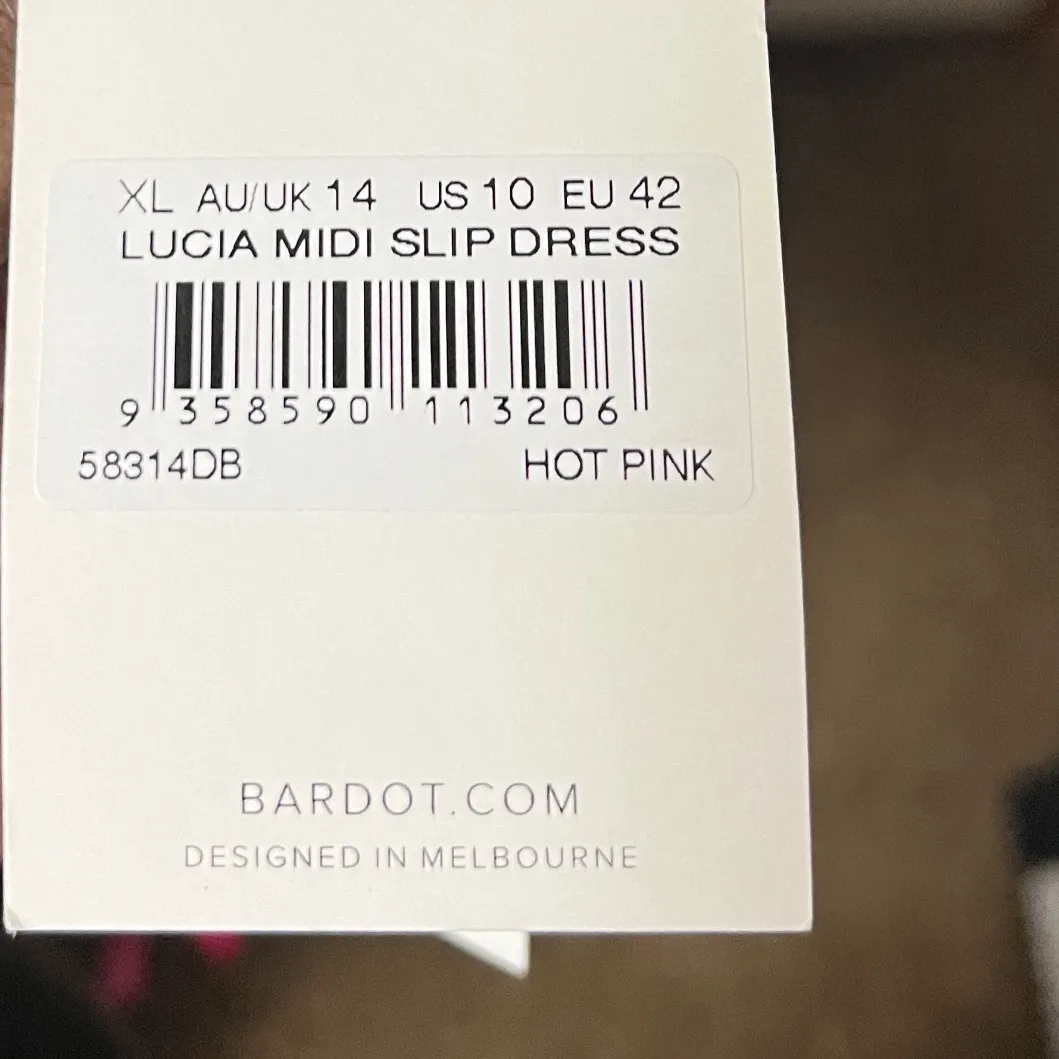 XL AU/UK 14 US 10 EU 42
LUCIA MIDI SLIP DRESS
9 358590 113206
58314DB HOT PINK
BARDOT.COM
DESIGNED IN MELBOURNE